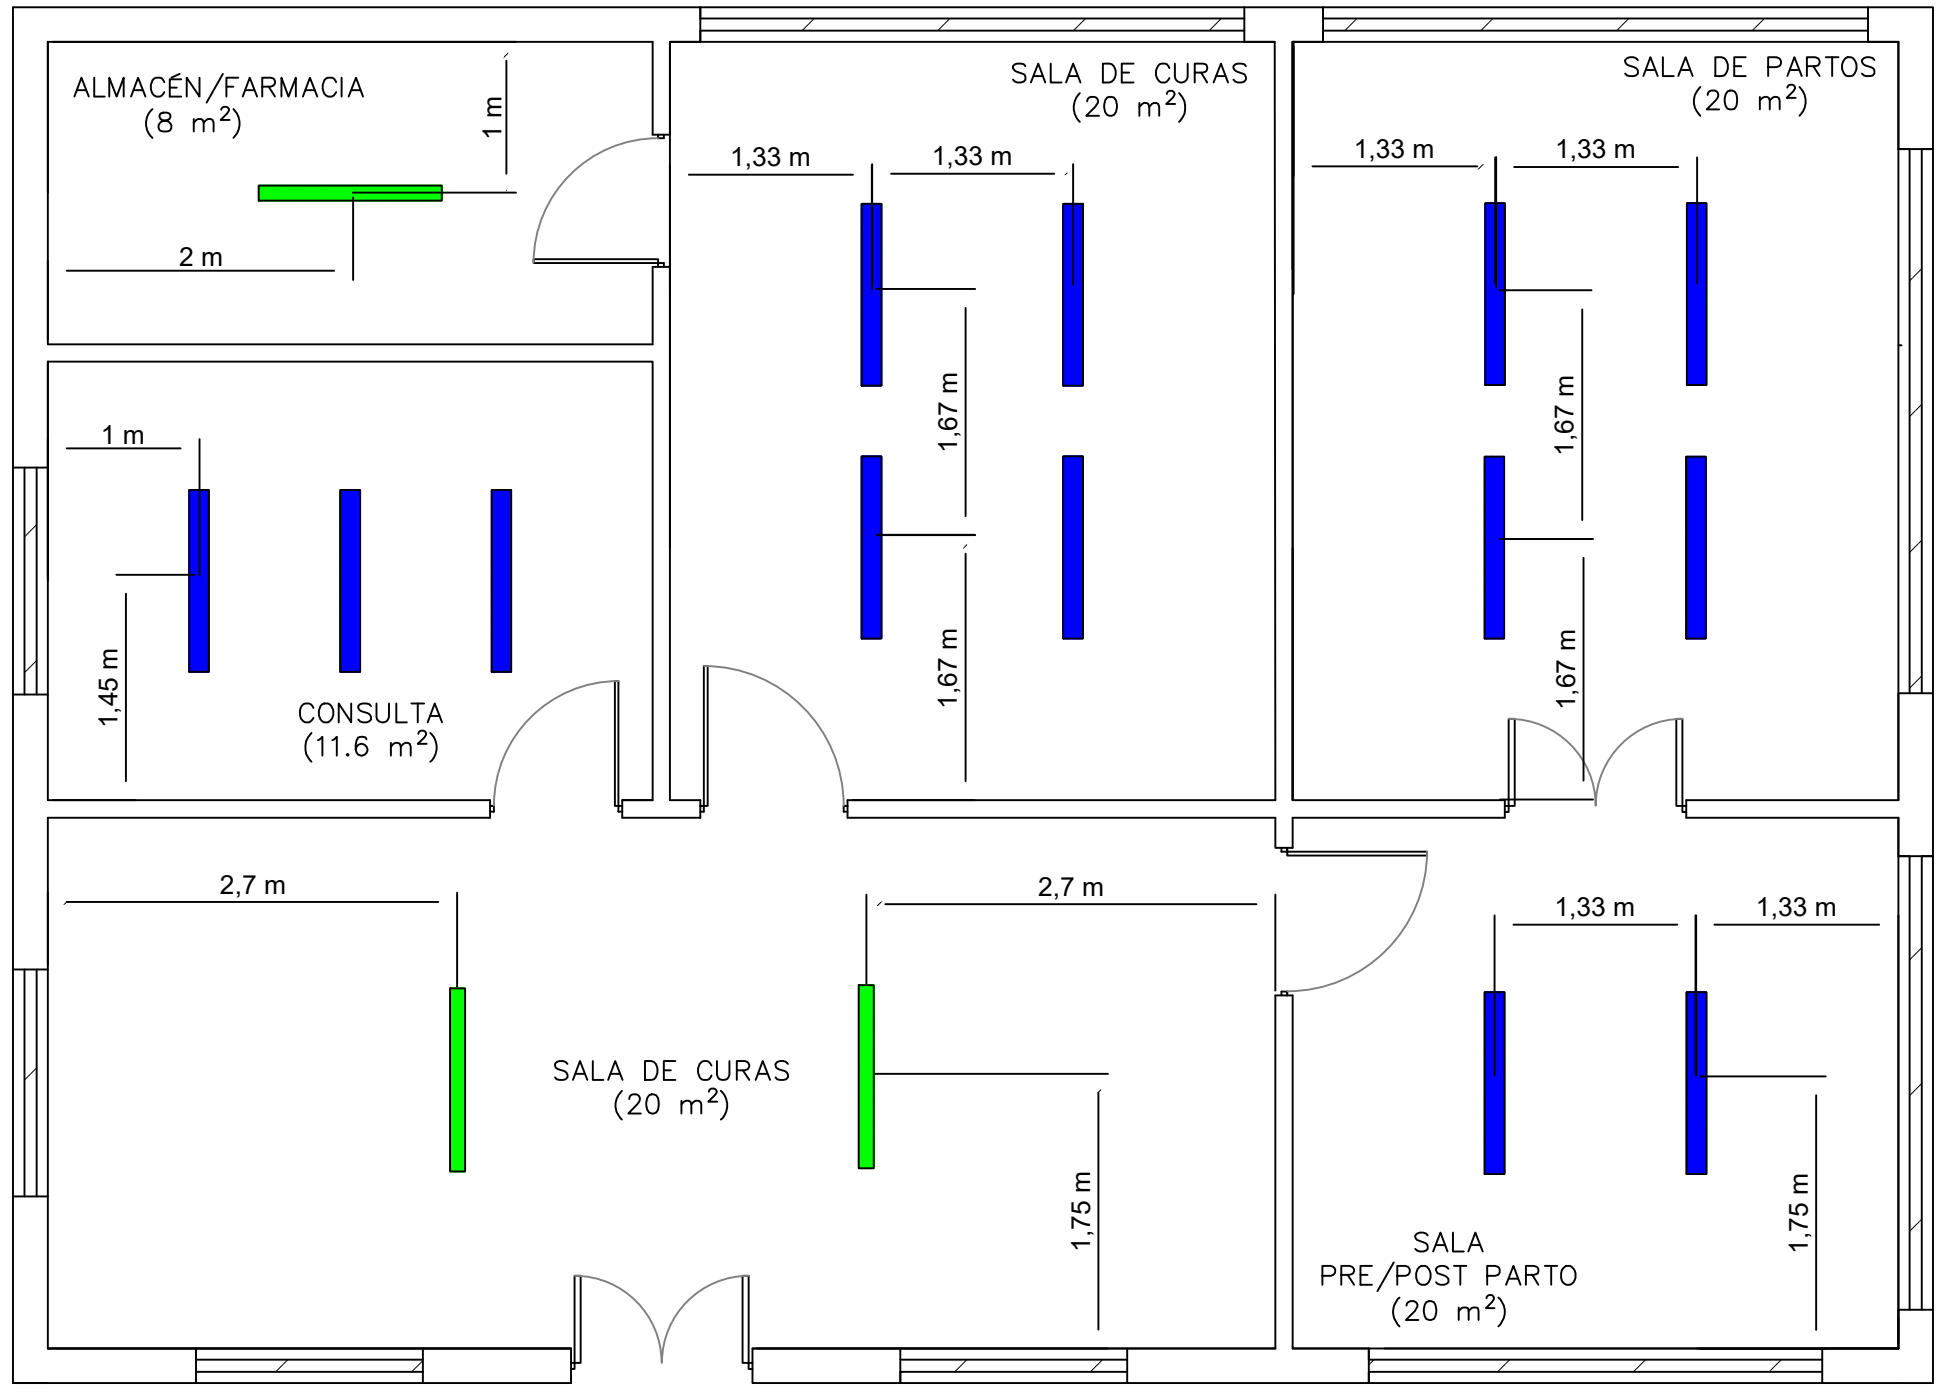 ALMACÉN/FARMACIA
(8 m²)
1 m
2 m
SALA DE CURAS
(20 m²)
1,33 m
1,33 m
1,67 m
1,67 m
SALA DE PARTOS
(20 m²)
1,33 m
1,33 m
1,67 m
1,67 m
1 m
1,45 m
CONSULTA
(11.6 m²)
2,7 m
2,7 m
SALA DE CURAS
(20 m²)
1,75 m
1,33 m
1,33 m
1,75 m
SALA
PRE/POST PARTO
(20 m²)